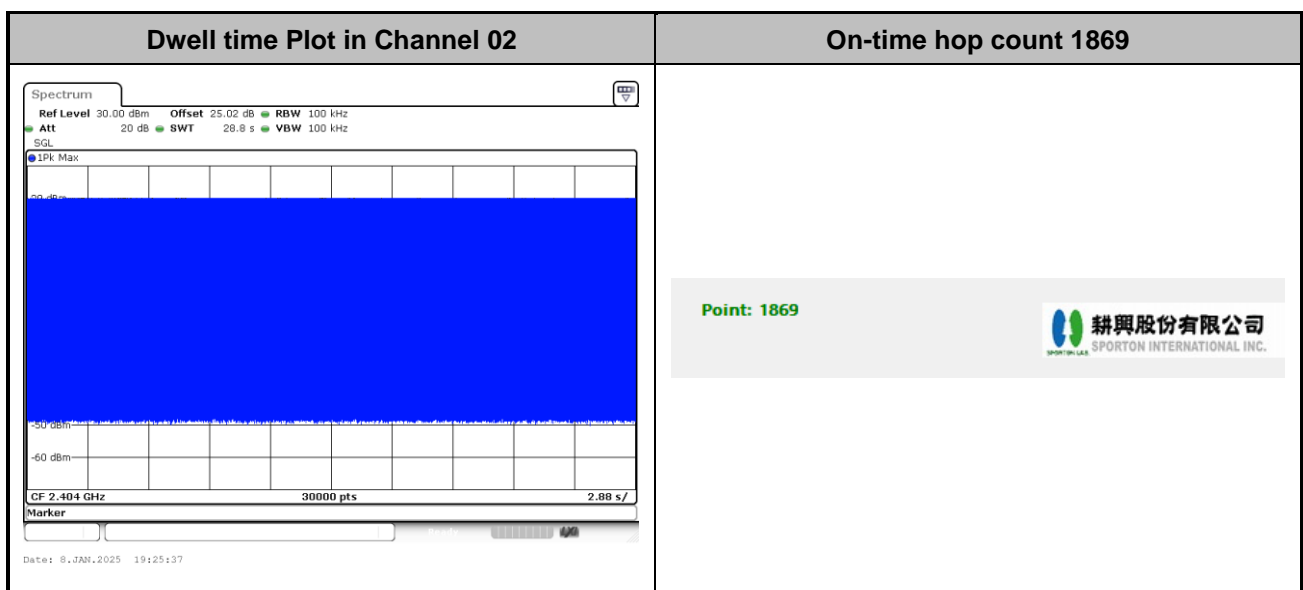 Dwell time Plot in Channel 02
On-time hop count 1869
Spectrum
Ref Level 30.00 dBm Offset 25.02 dB RBW 100 kHz
Att 20 dB SWT 28.8 s VBW 100 kHz
SGL
1Pk Max
-50 dBm
-60 dBm
CF 2.404 GHz 30000 pts 2.88 s/
Marker
Date: 8.JAN.2025 19:25:37
Point: 1869
耕興股份有限公司
SPORTON LAB. SPORTON INTERNATIONAL INC.